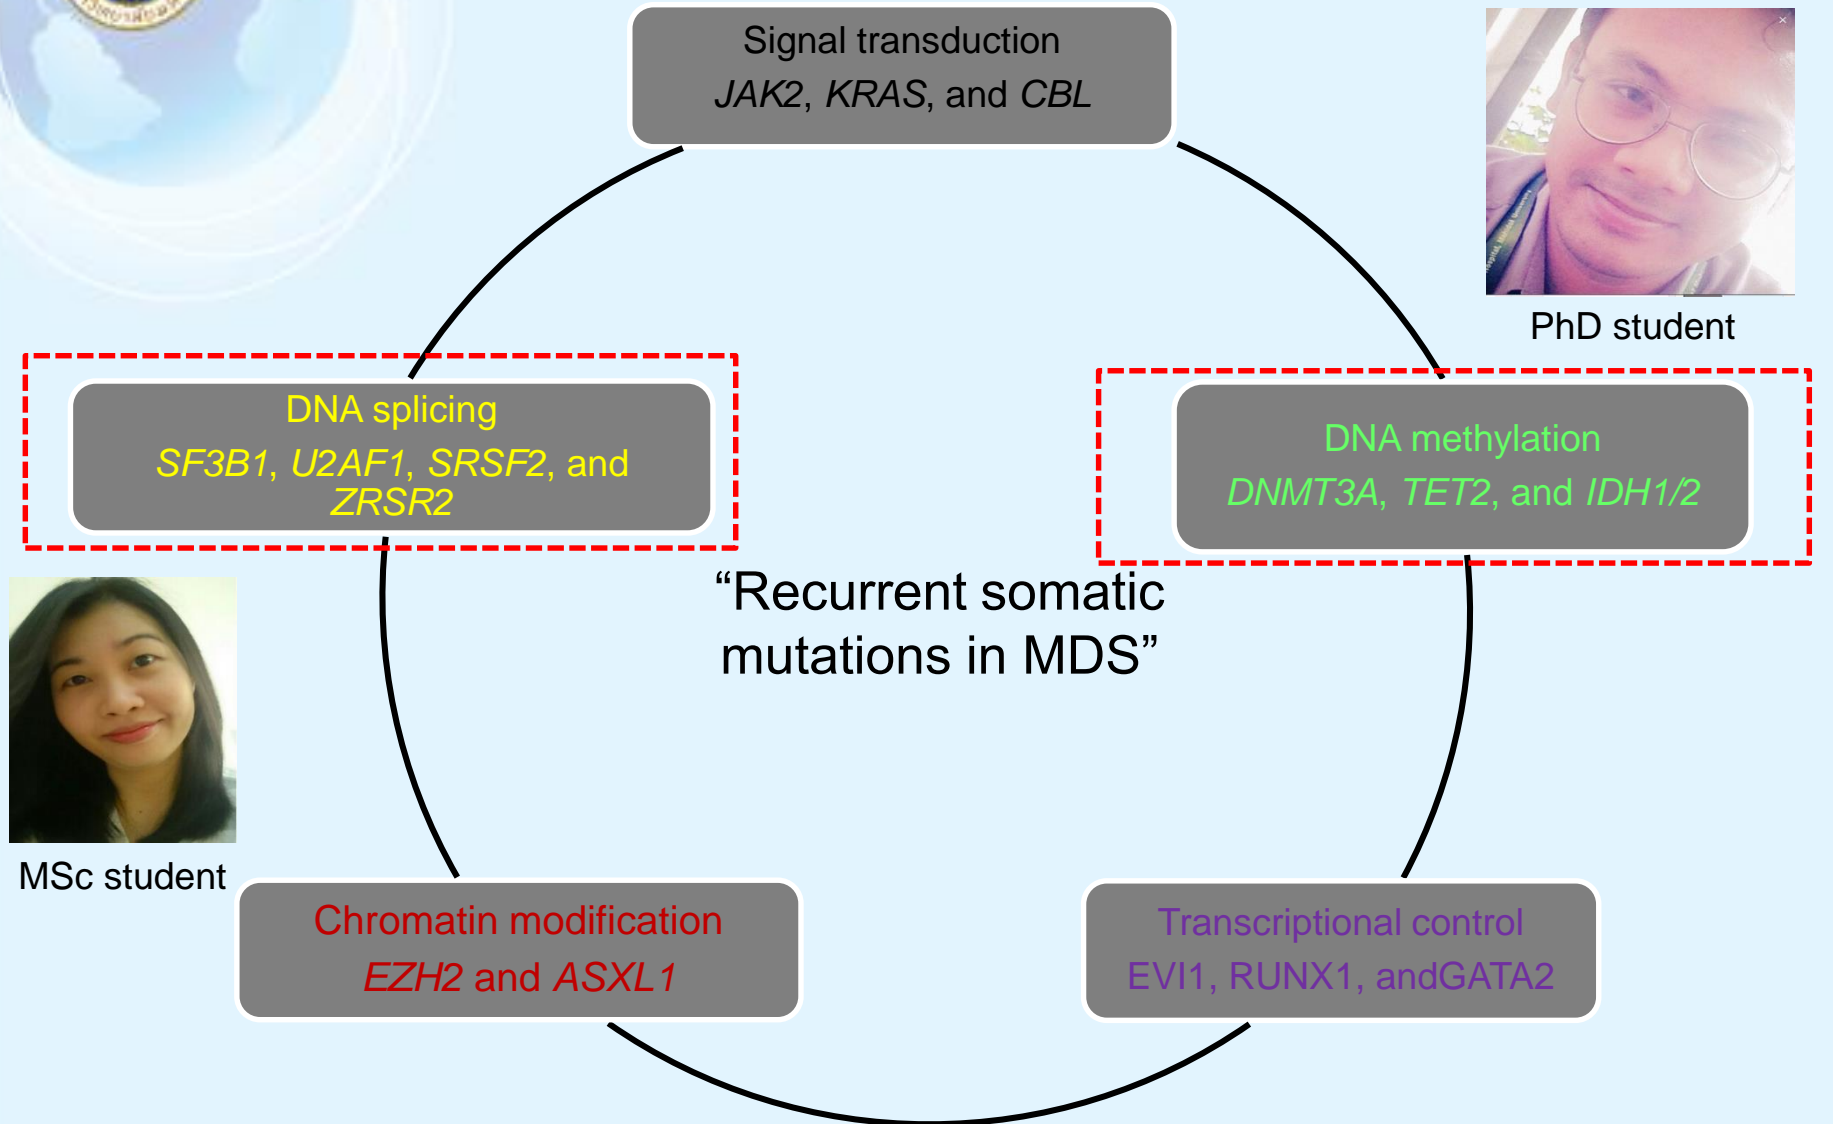 Signal transduction
JAK2, KRAS, and CBL
PhD student
DNA splicing
SF3B1, U2AF1, SRSF2, and
ZRSR2
DNA methylation
DNMT3A, TET2, and IDH1/2
“Recurrent somatic
mutations in MDS”
MSc student
Chromatin modification
EZH2 and ASXL1
Transcriptional control
EVI1, RUNX1, andGATA2